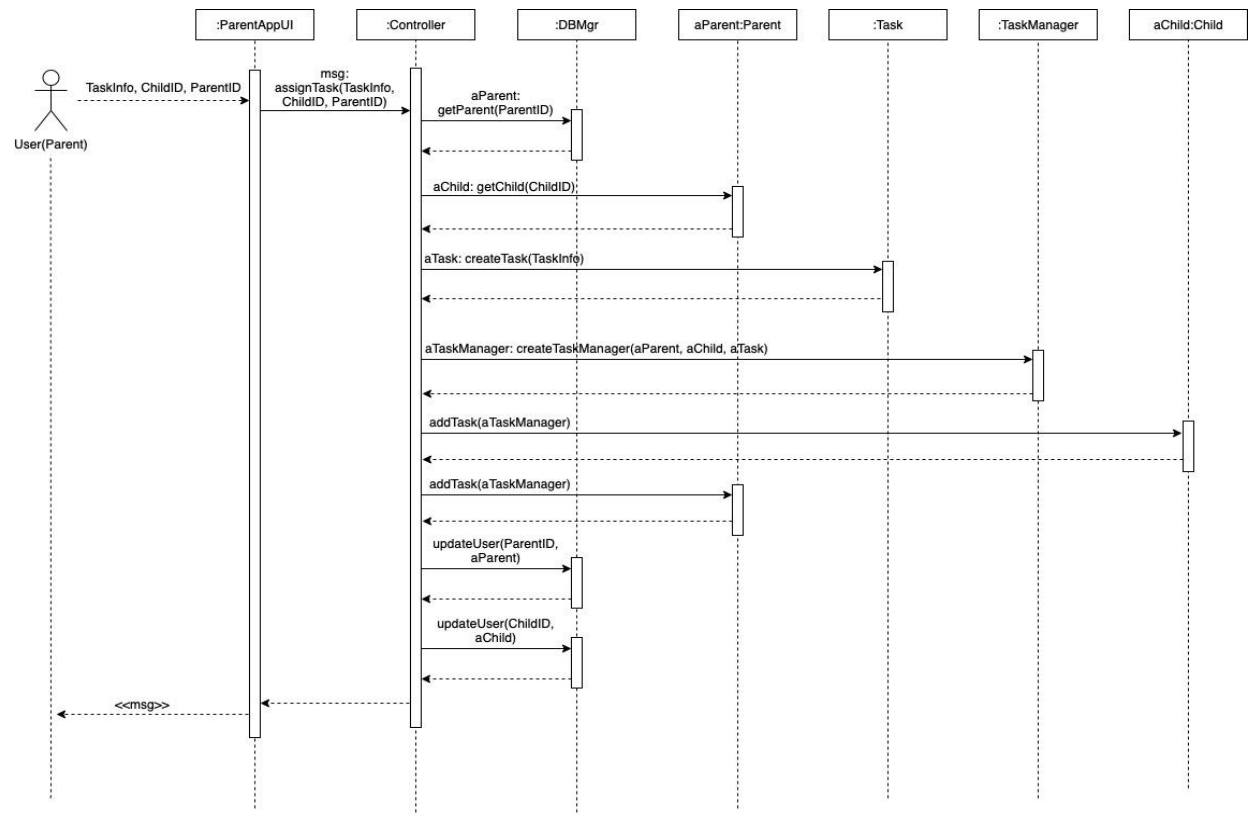 :ParentAppUI
:Controller
:DBMgr
aParent:Parent
:Task
:TaskManager
aChild:Child
TaskInfo, ChildID, ParentID
User(Parent)
msg:
assignTask(TaskInfo,
ChildID, ParentID)
aParent:
getParent(ParentID)
aChild: getChild(ChildID)
aTask: createTask(TaskInfo)
aTaskManager: createTaskManager(aParent, aChild, aTask)
addTask(aTaskManager)
addTask(aTaskManager)
updateUser(ParentID,
aParent)
updateUser(ChildID,
aChild)
<<msg>>